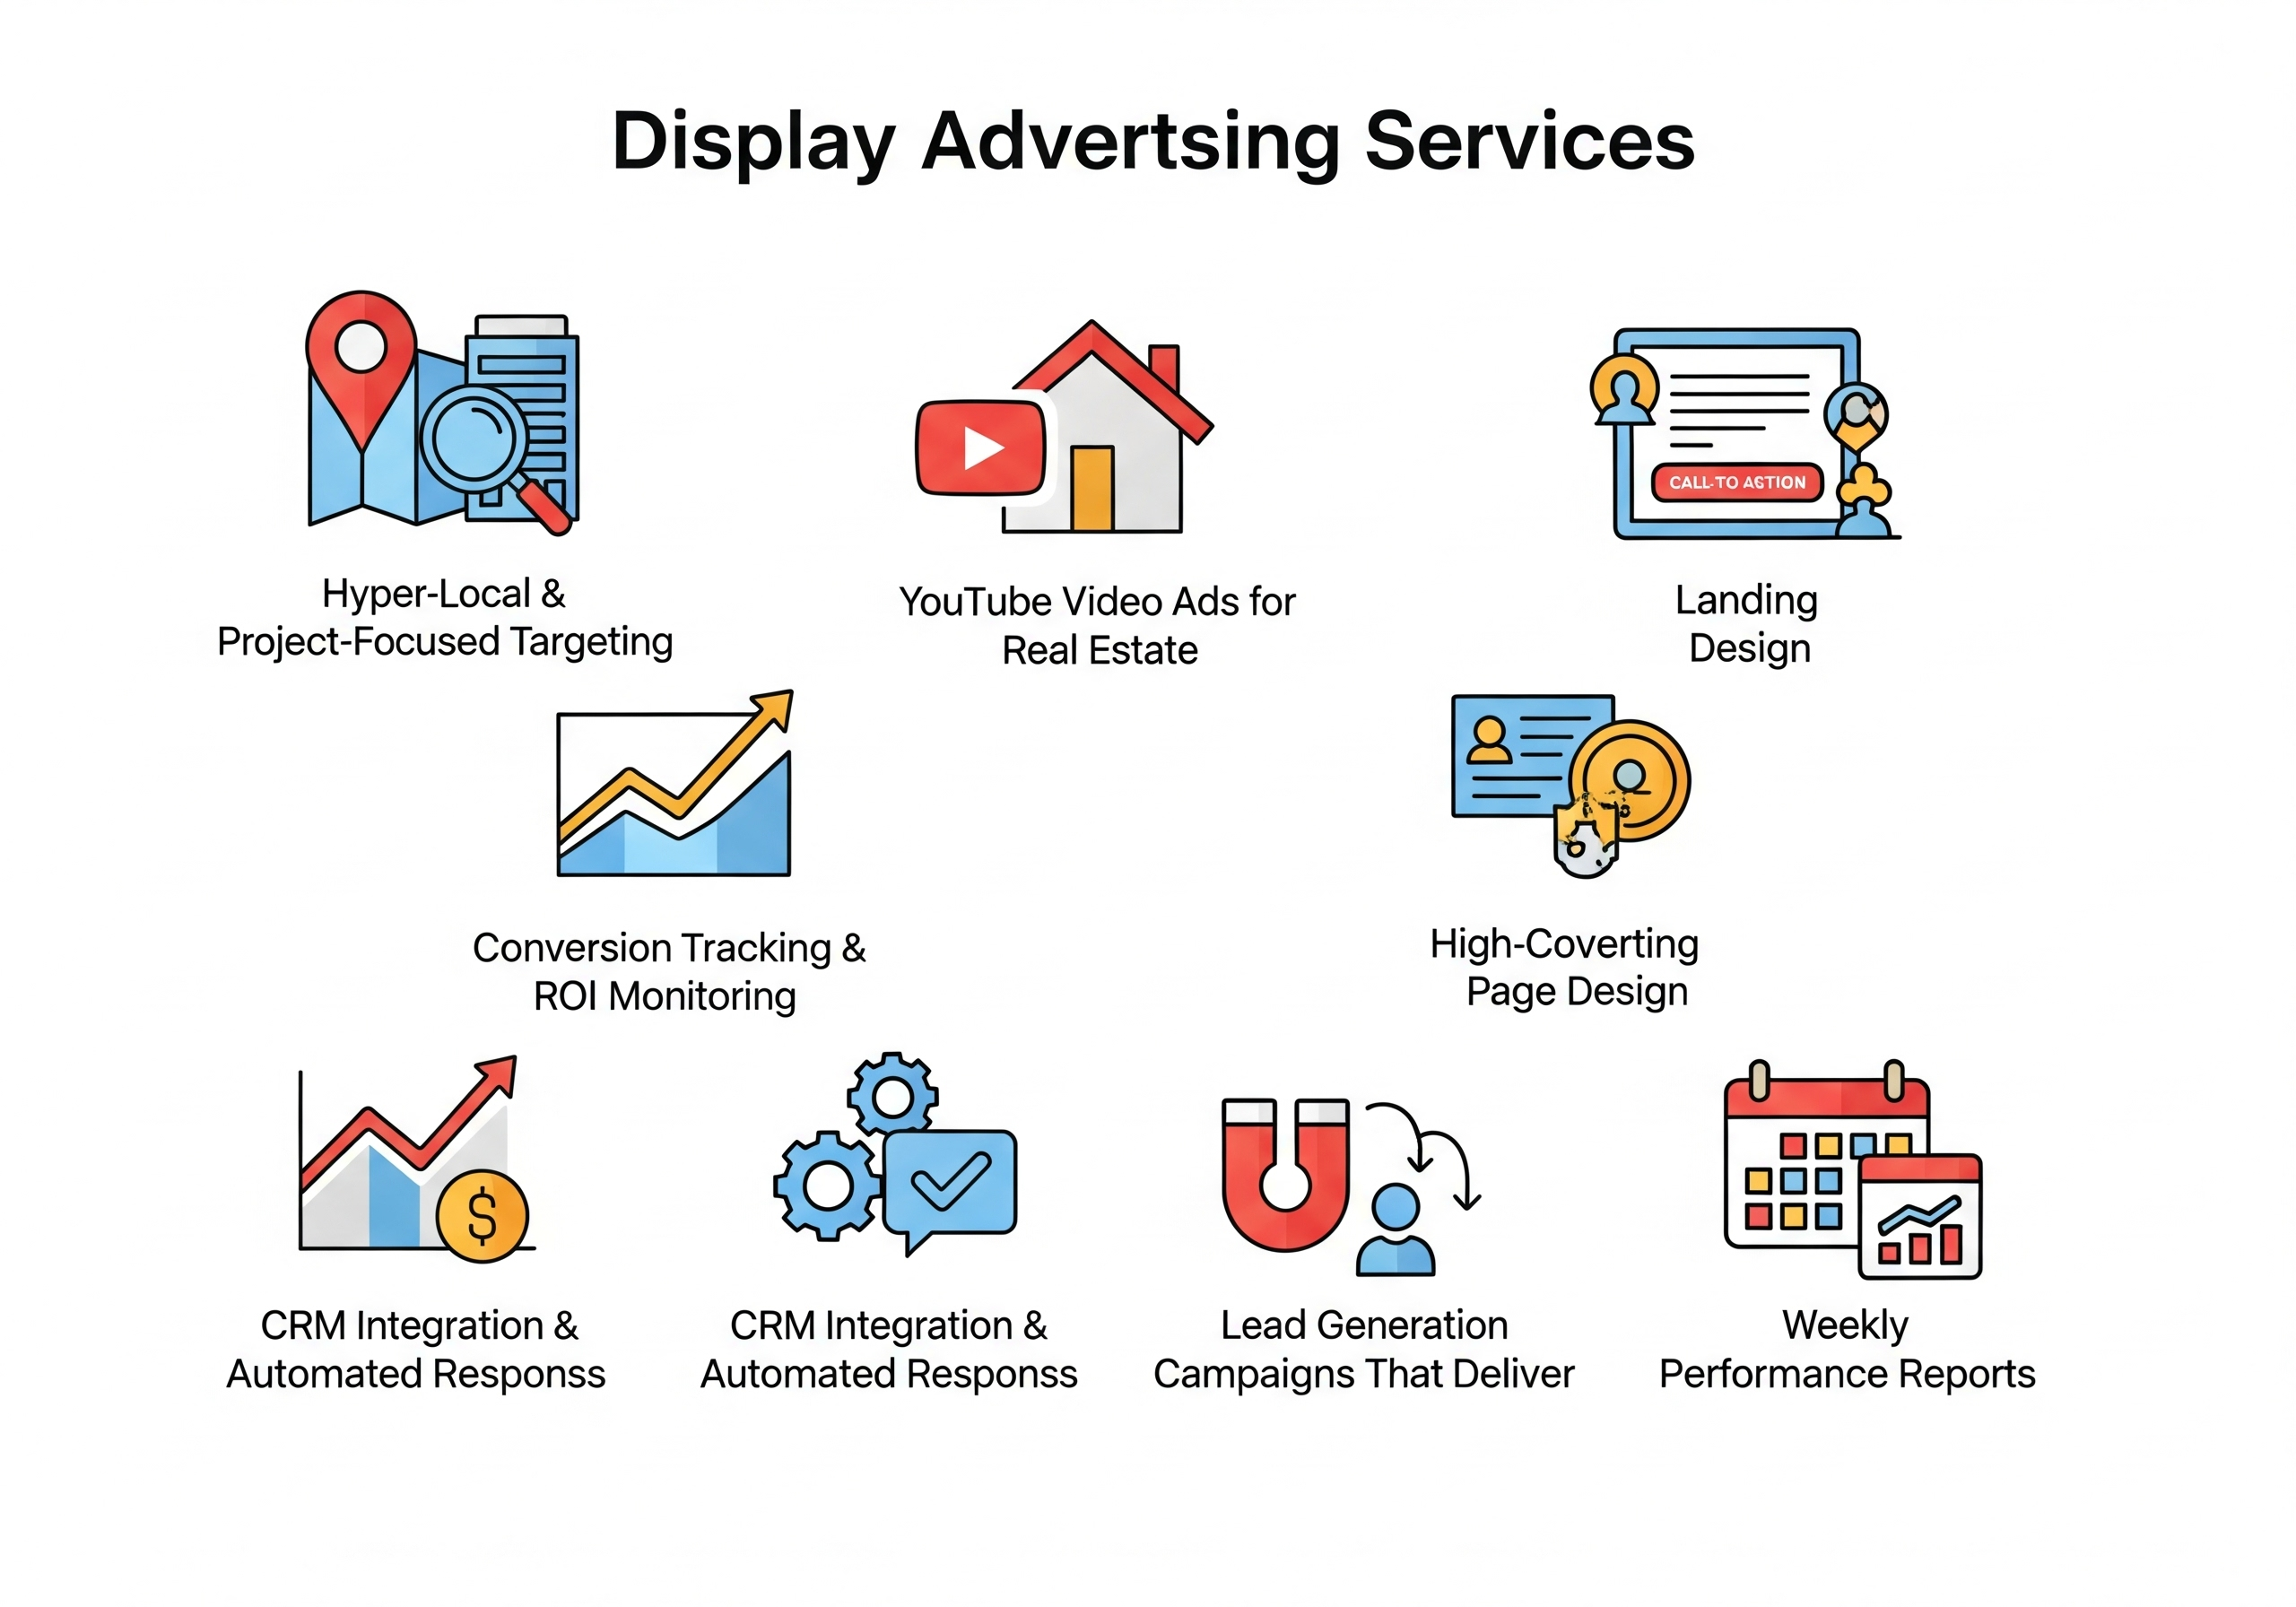 Display Advertsing Services
Hyper-Local &
Project-Focused Targeting
YouTube Video Ads for
Real Estate
CALL-TO ACTION
Landing
Design
Conversion Tracking &
ROI Monitoring
High-Coverting
Page Design
$
CRM Integration &
Automated Responss
CRM Integration &
Automated Responss
Lead Generation
Campaigns That Deliver
Weekly
Performance Reports